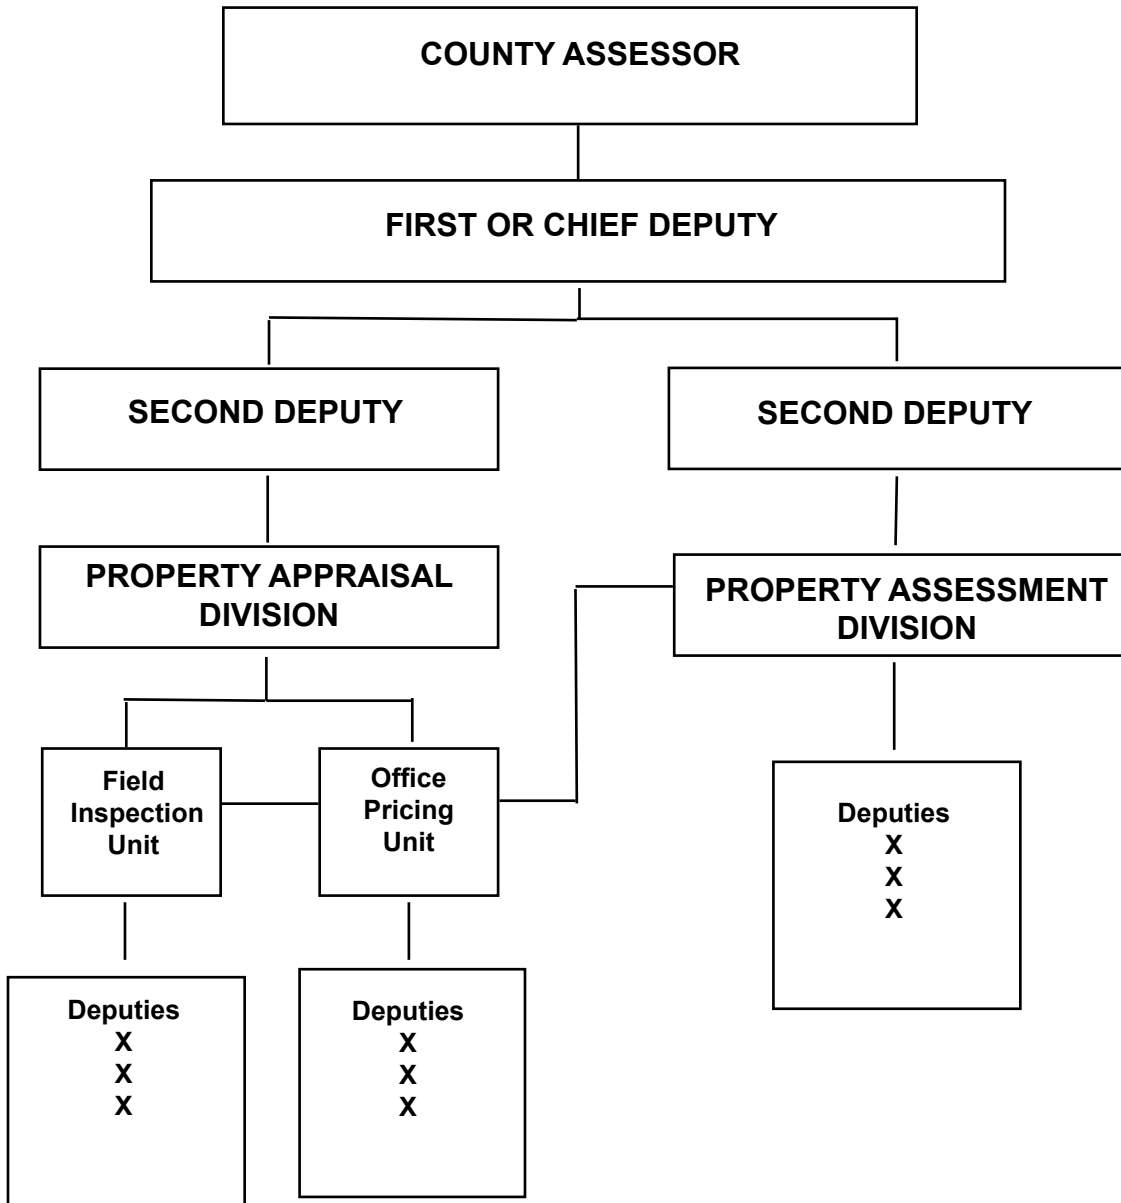 COUNTY ASSESSOR
FIRST OR CHIEF DEPUTY
SECOND DEPUTY
SECOND DEPUTY
PROPERTY APPRAISAL
DIVISION
PROPERTY ASSESSMENT
DIVISION
Field
Inspection
Unit
Office
Pricing
Unit
Deputies
X
X
X
Deputies
X
X
X
Deputies
X
X
X